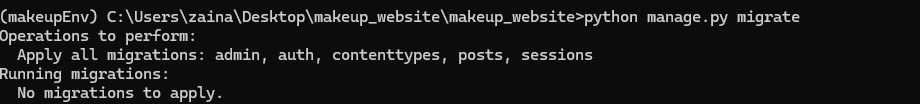 (makeupEnv) C:\Users\zaina\Desktop\makeup_website\makeup_website>python manage.py migrate
Operations to perform:
  Apply all migrations: admin, auth, contenttypes, posts, sessions
Running migrations:
  No migrations to apply.